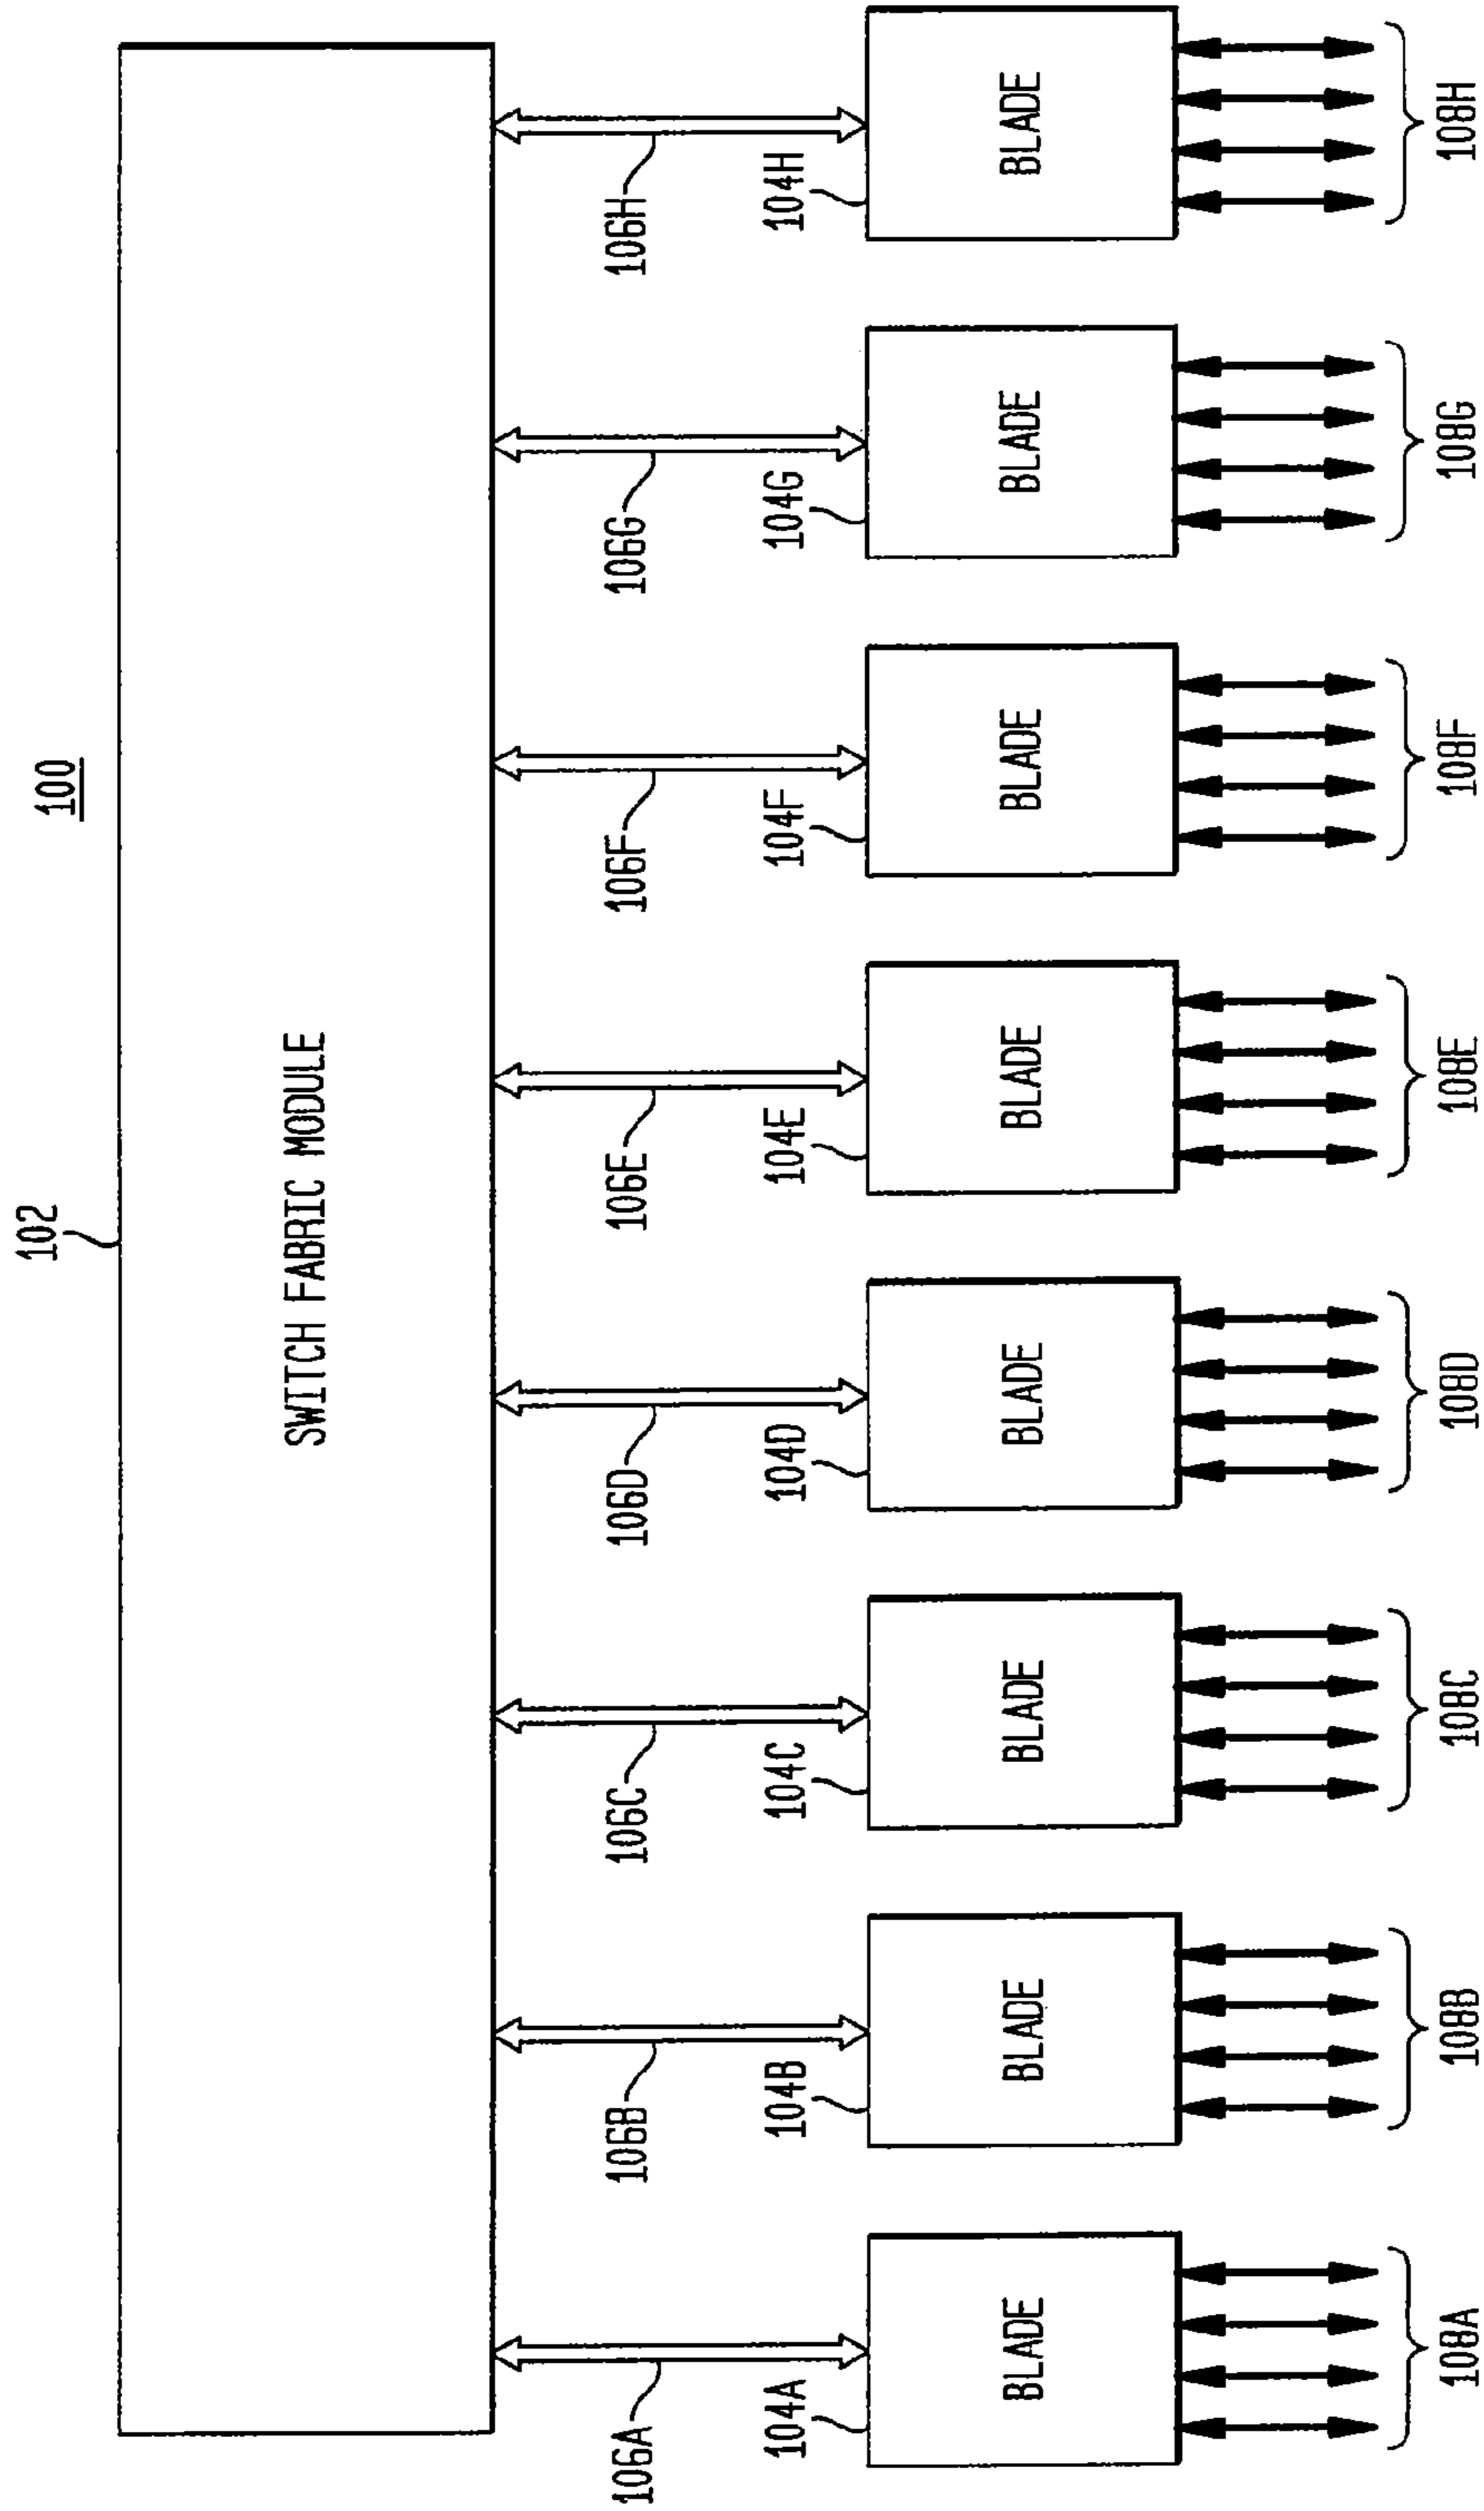 100
102
SWITCH FABRIC MODULE
106A
106B
106C
106D
106E
106F
106G
106H
104A
104B
104C
104D
104E
104F
104G
104H
BLADE
BLADE
BLADE
BLADE
BLADE
BLADE
BLADE
BLADE
108A
108B
108C
108D
108E
108F
108G
108H